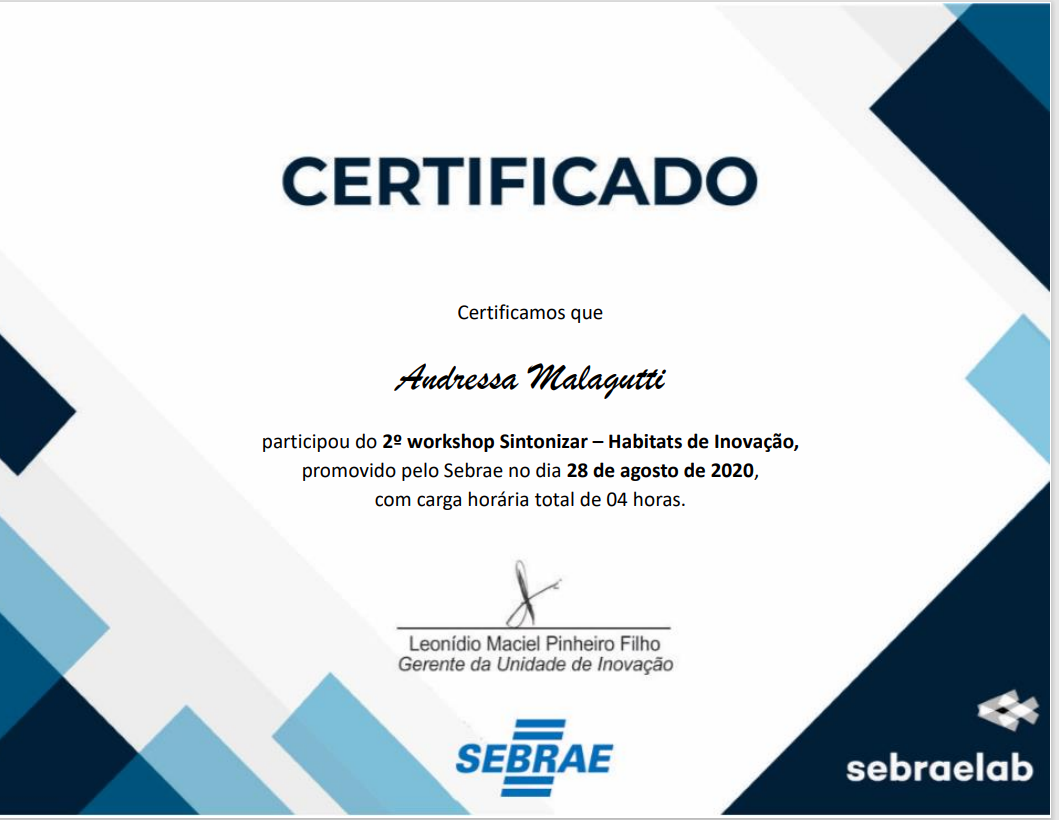 CERTIFICADO
Certificamos que
Andressa Malagutti
participou do 2º workshop Sintonizar – Habitats de Inovação,
promovido pelo Sebrae no dia 28 de agosto de 2020,
com carga horária total de 04 horas.
Leonídio Maciel Pinheiro Filho
Gerente da Unidade de Inovação
SEBRAE
sebraelab